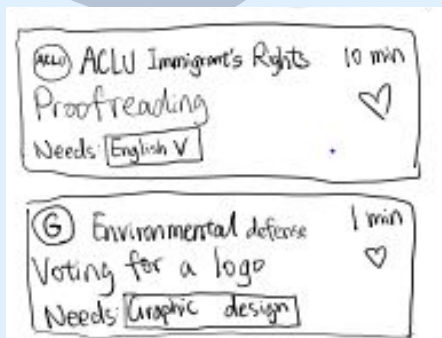 ACLU ACLU Immigrant's Rights 10 min
Proofreading
Needs: English V
G Environmental defense 1 min
Voting for a logo
Needs: Graphic design